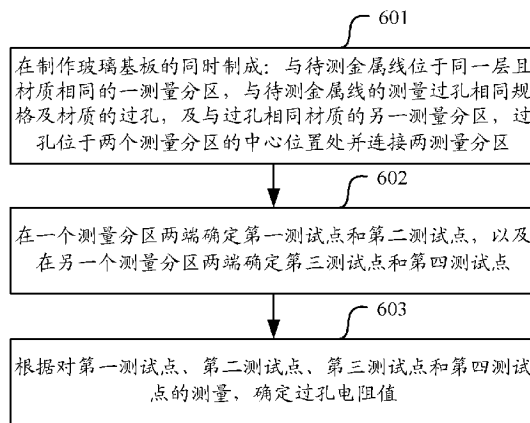 601
在制作玻璃基板的同时制成：与待测金属线位于同一层且
材质相同的一测量分区，与待测金属线的测量过孔相同规
格及材质的过孔，及与过孔相同材质的另一测量分区，过
孔位于两个测量分区的中心位置处并连接两测量分区
602
在一个测量分区两端确定第一测试点和第二测试点，以及
在另一个测量分区两端确定第三测试点和第四测试点
603
根据对第一测试点、第二测试点、第三测试点和第四测试
点的测量，确定过孔电阻值